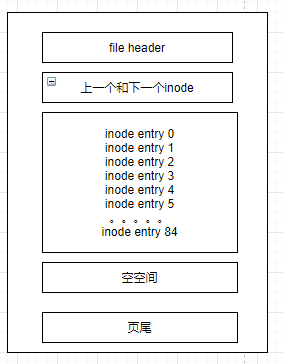 file header
上一个和下一个inode
inode entry 0
inode entry 1
inode entry 2
inode entry 3
inode entry 4
inode entry 5
。。。。。
inode entry 84
空空间
页尾